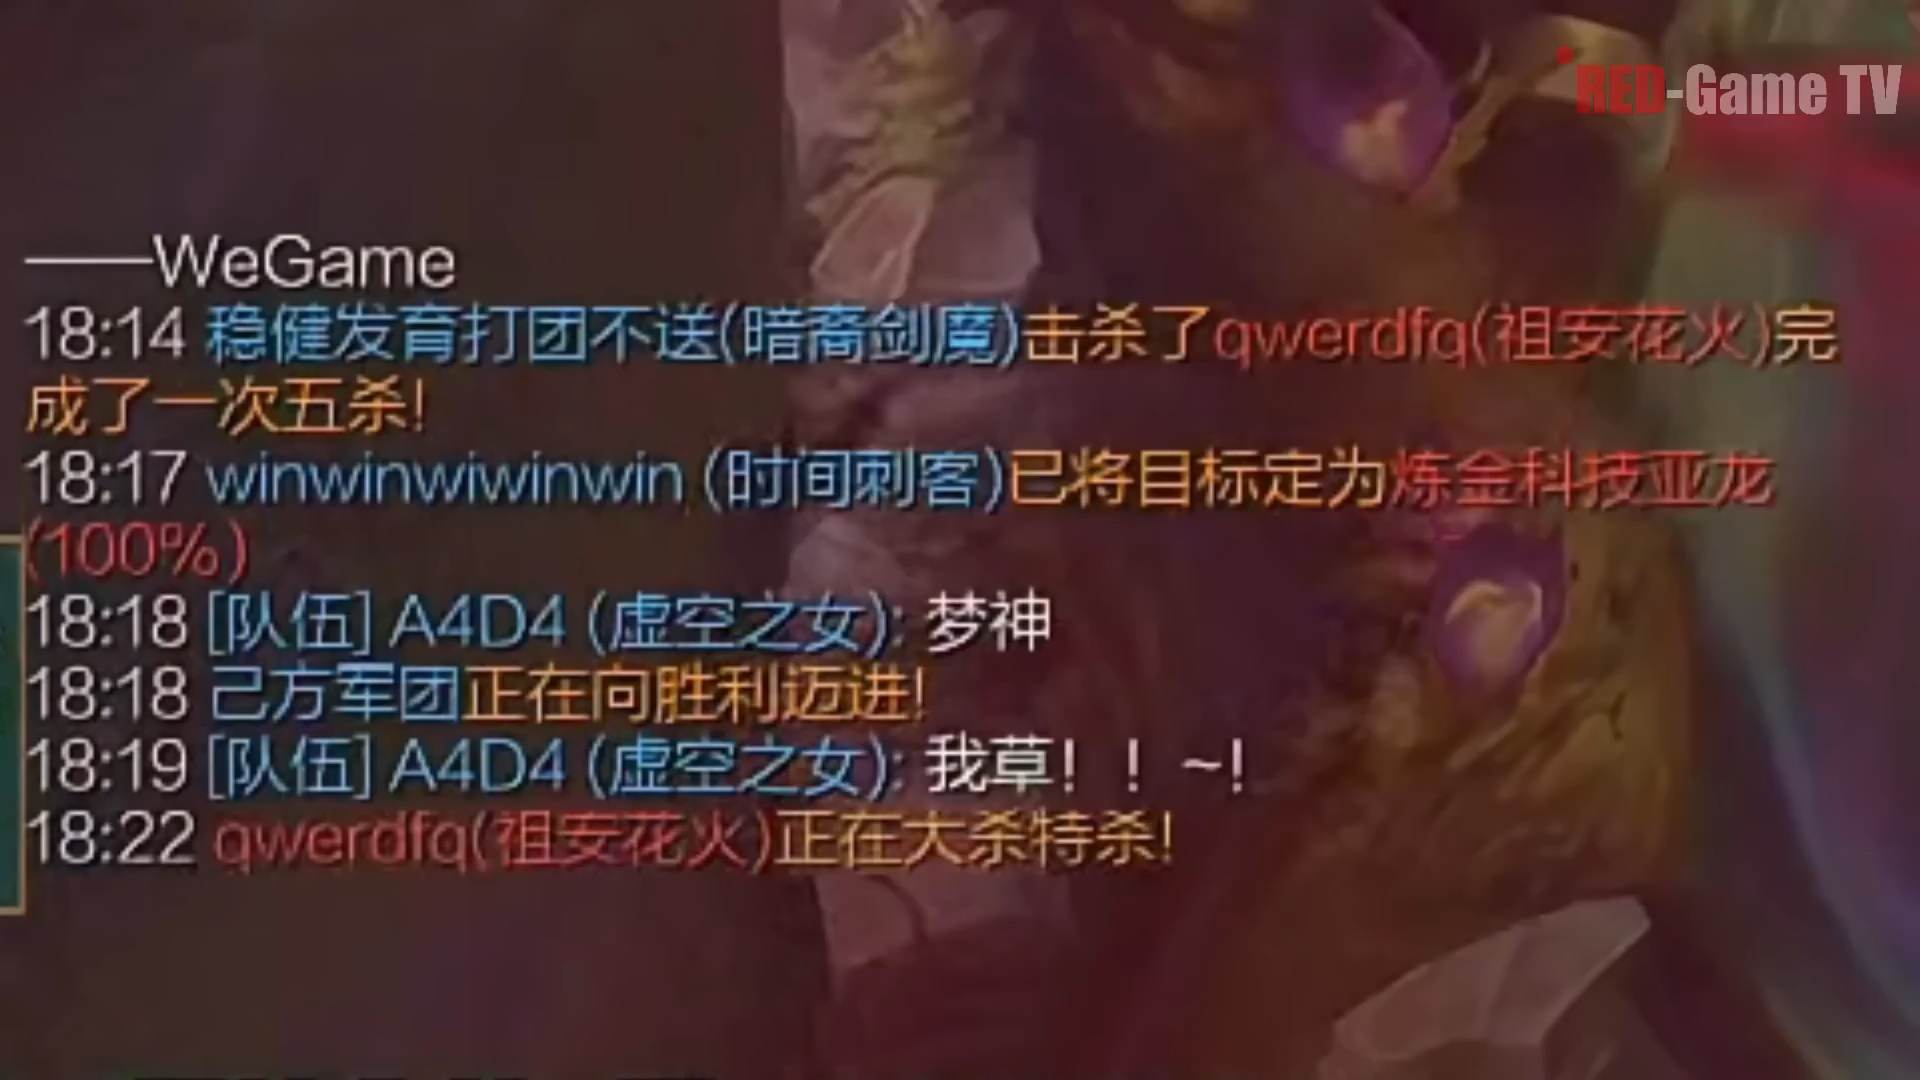 RED-Game TV
——WeGame
18:14 稳健发育打团不送(暗裔剑魔)击杀了qwerdfq(祖安花火)完
成了一次五杀!
18:17 winwinwiwinwin (时间刺客)已将目标定为炼金科技亚龙
(100%)
18:18 [队伍] A4D4 (虚空之女): 梦神
18:18 己方军团正在向胜利迈进!
18:19 [队伍] A4D4 (虚空之女): 我草！！~!
18:22 qwerdfq(祖安花火)正在大杀特杀!